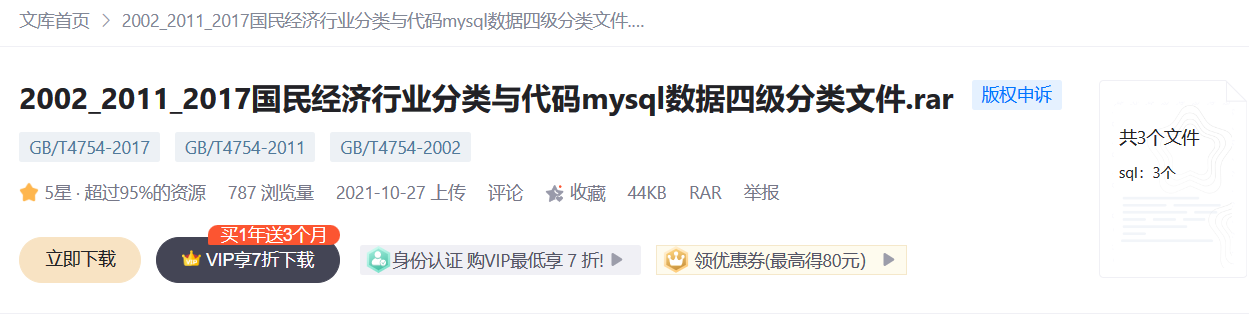 文库首页 > 2002_2011_2017国民经济行业分类与代码mysql数据四级分类文件....
2002_2011_2017国民经济行业分类与代码mysql数据四级分类文件.rar 版权申诉
GB/T4754-2017 GB/T4754-2011 GB/T4754-2002
5星 · 超过95%的资源 787 浏览量 2021-10-27 上传 评论 收藏 44KB RAR 举报
买1年送3个月
立即下载 VIP享7折下载 身份认证 购VIP最低享 7 折! 领优惠券(最高得80元)
共3个文件
sql：3个